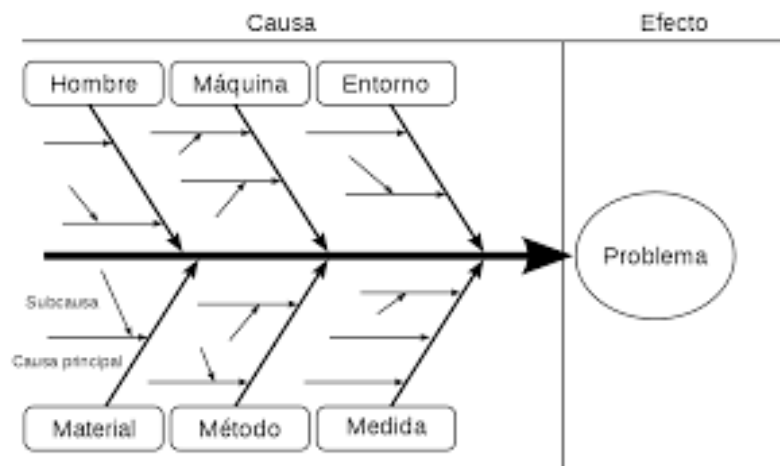 Causa
Efecto
Hombre
Máquina
Entorno
Problema
Subcausa
Causa principal
Material
Método
Medida